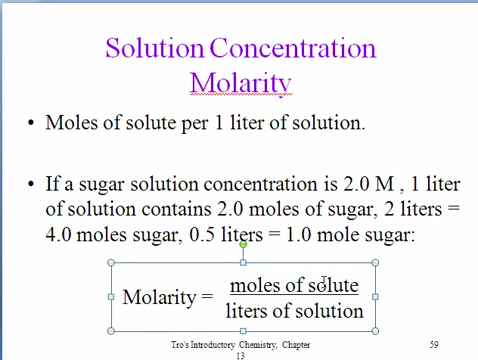 Solution Concentration
Molarity
• Moles of solute per 1 liter of solution.
• If a sugar solution concentration is 2.0 M , 1 liter
of solution contains 2.0 moles of sugar, 2 liters =
4.0 moles sugar, 0.5 liters = 1.0 mole sugar:
Molarity = moles of solute
liters of solution
Tro's Introductory Chemistry, Chapter
13
59